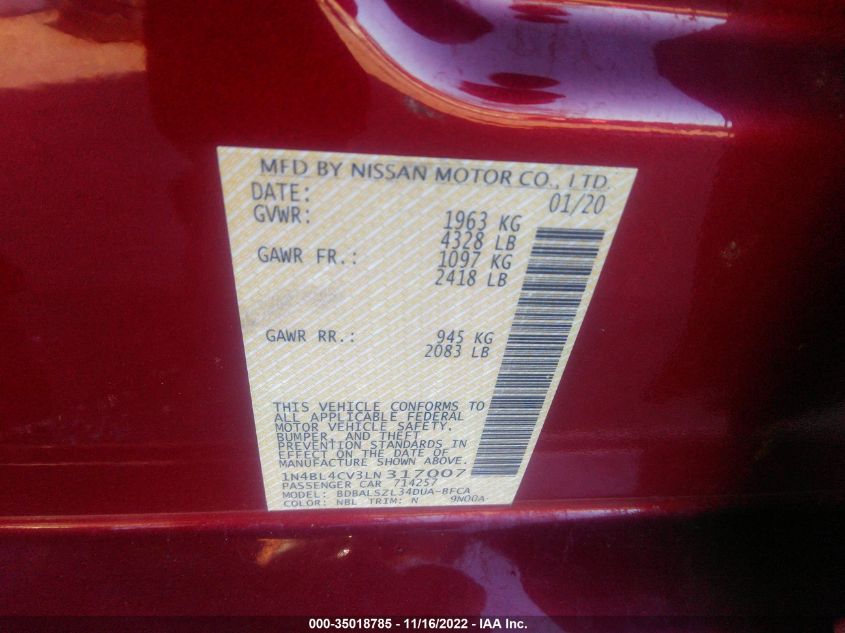 MFD BY NISSAN MOTOR CO., LTD.
DATE: 01/20
GVWR: 1963 KG
4328 LB
GAWR FR.: 1097 KG
2418 LB
GAWR RR.: 945 KG
2083 LB
THIS VEHICLE CONFORMS TO
ALL APPLICABLE FEDERAL
MOTOR VEHICLE SAFETY,
BUMPER, AND THEFT
PREVENTION STANDARDS IN
EFFECT ON THE DATE OF
MANUFACTURE SHOWN ABOVE.
1N4BL4CV3LN317007
PASSENGER CAR 714257
MODEL: BDBALSZL34DUA-BFCA
COLOR: NBL TRIM: N 9N00A
000-35018785 - 11/16/2022 - IAA Inc.